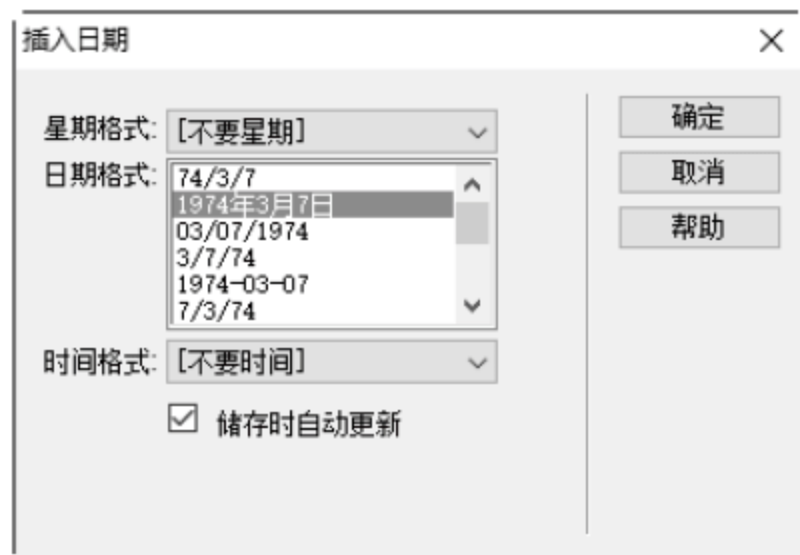 插入日期
星期格式: [不要星期]
日期格式: 74/3/7
1974年3月7日
03/07/1974
3/7/74
1974-03-07
7/3/74
时间格式: [不要时间]
储存时自动更新
确定
取消
帮助